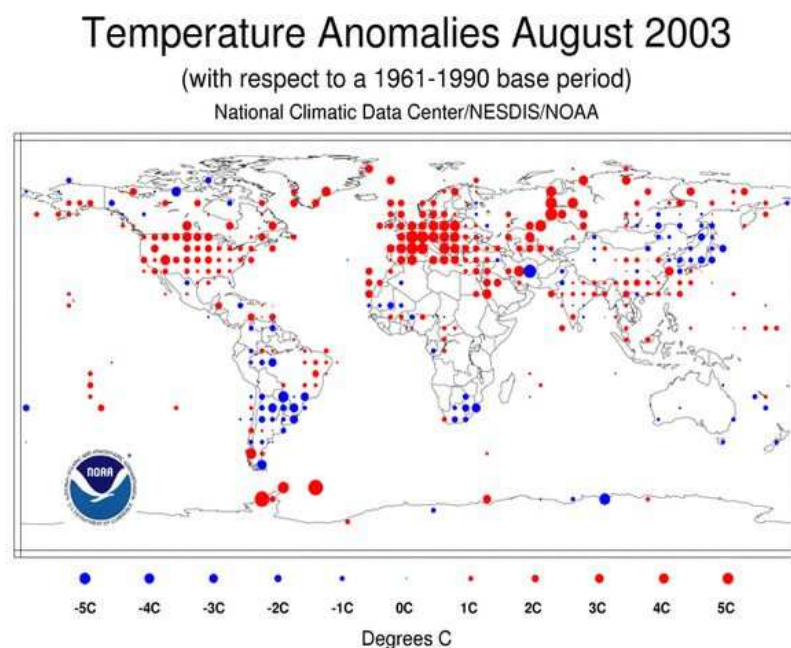 Temperature Anomalies August 2003
(with respect to a 1961-1990 base period)
National Climatic Data Center/NESDIS/NOAA
NOAA
-5C -4C -3C -2C -1C 0C 1C 2C 3C 4C 5C
Degrees C